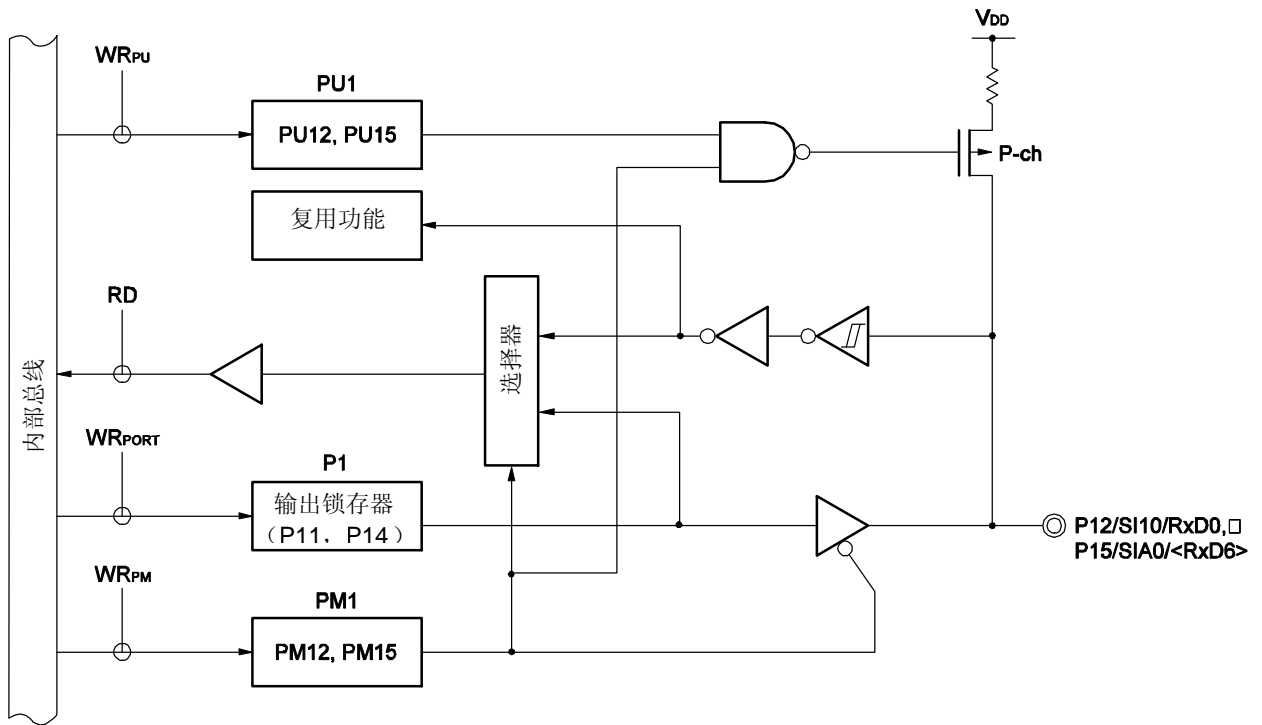 VDD
WRPU
PU1
PU12, PU15
P-ch
复用功能
RD
选择器
内部总线
WRPORT
P1
输出锁存器
（P11，P14）
P12/SI10/RxD0,□
P15/SIA0/<RxD6>
WRPM
PM1
PM12, PM15